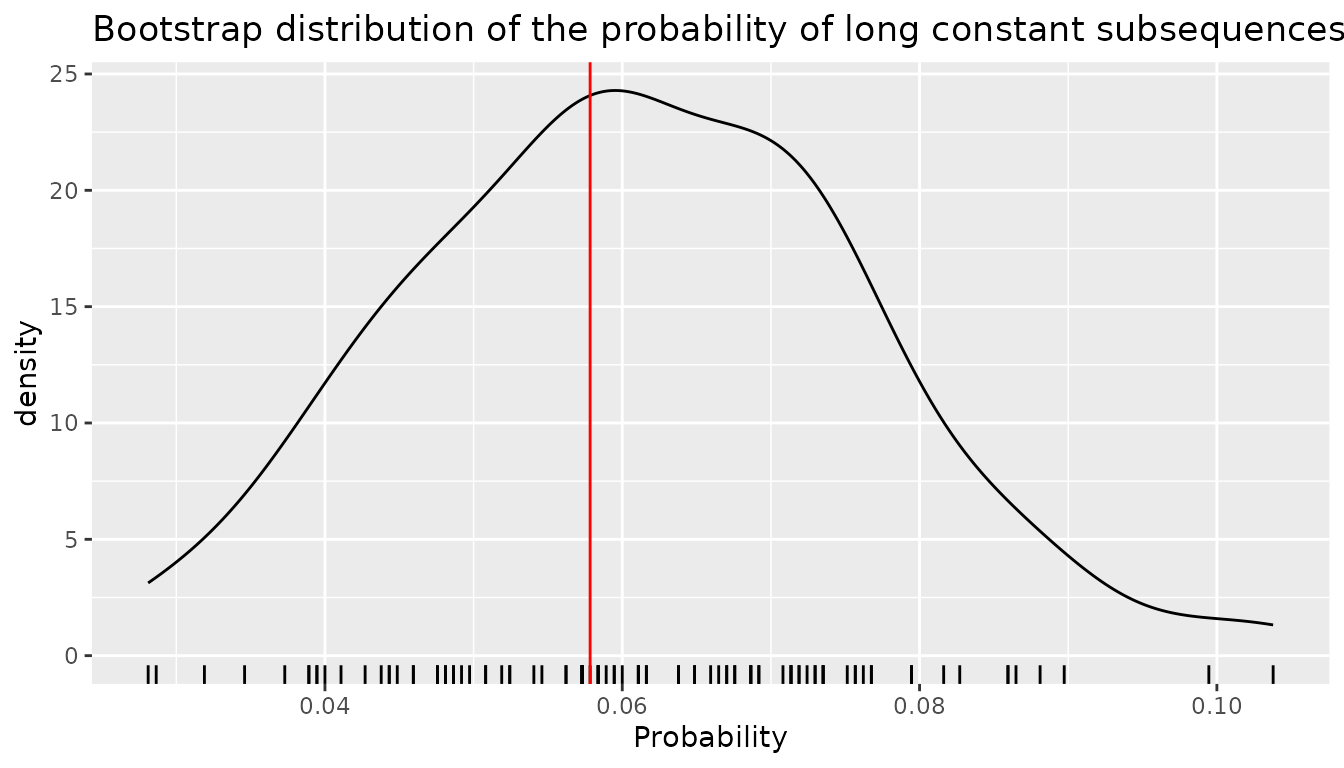 Bootstrap distribution of the probability of long constant subsequences
25
20
15
10
5
0
density
0.04 0.06 0.08 0.10
Probability